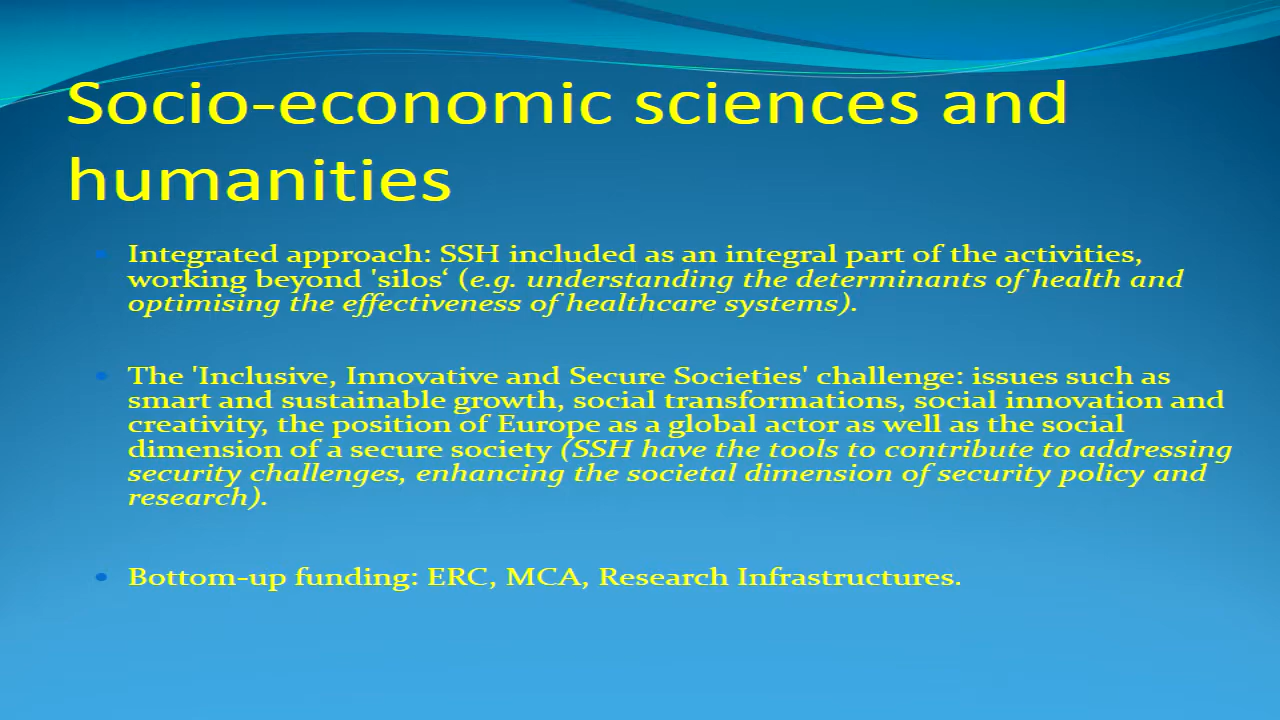 Socio-economic sciences and
humanities
Integrated approach: SSH included as an integral part of the activities,
working beyond 'silos‘ (e.g. understanding the determinants of health and
optimising the effectiveness of healthcare systems).
The 'Inclusive, Innovative and Secure Societies' challenge: issues such as
smart and sustainable growth, social transformations, social innovation and
creativity, the position of Europe as a global actor as well as the social
dimension of a secure society (SSH have the tools to contribute to addressing
security challenges, enhancing the societal dimension of security policy and
research).
Bottom-up funding: ERC, MCA, Research Infrastructures.